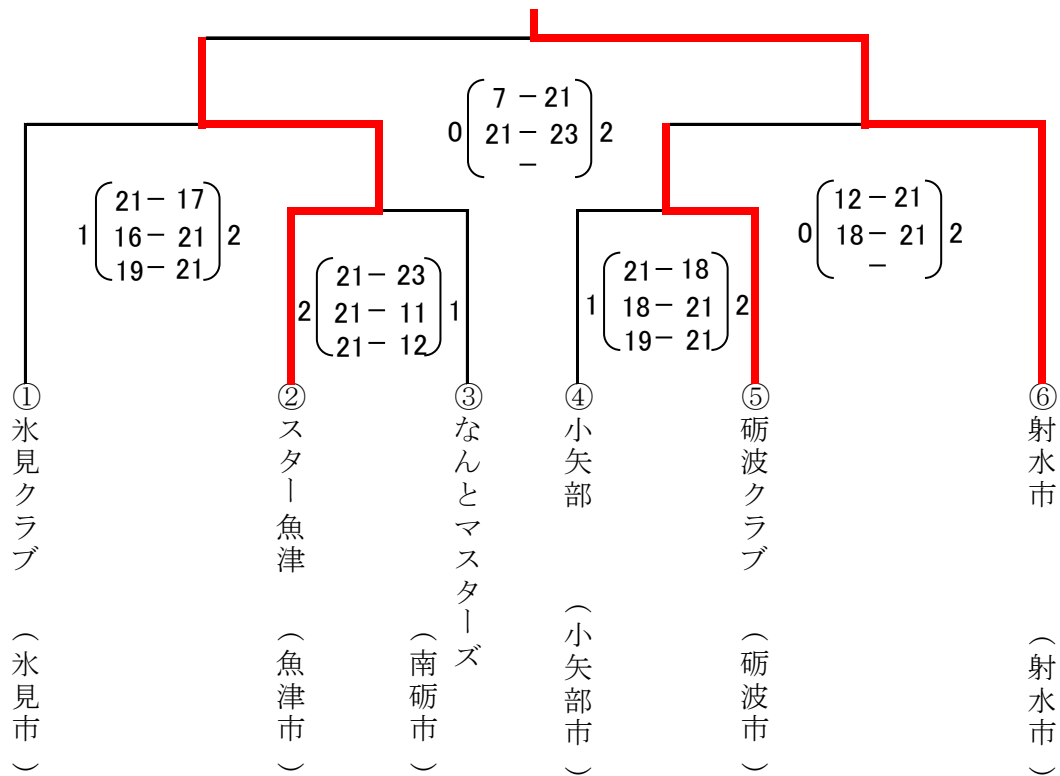 7 － 21
0 21 － 23 2
－
21－ 17
1 16－ 21 2
19－ 21
12－21
0 18－ 21 2
－
21－ 23
2 21－ 11 1
21－ 12
21－18
1 18－ 21 2
19－ 21
①氷見クラブ （氷見市）
②スター魚津 （魚津市）
③なんとマスターズ
（南砺市）
④小矢部 （小矢部市）
⑤砺波クラブ （砺波市）
⑥射水市 （射水市）